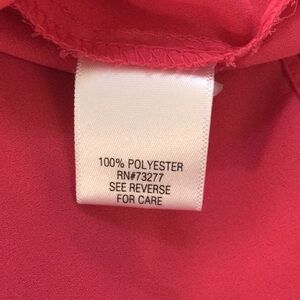 100% POLYESTER
RN#73277
SEE REVERSE
FOR CARE